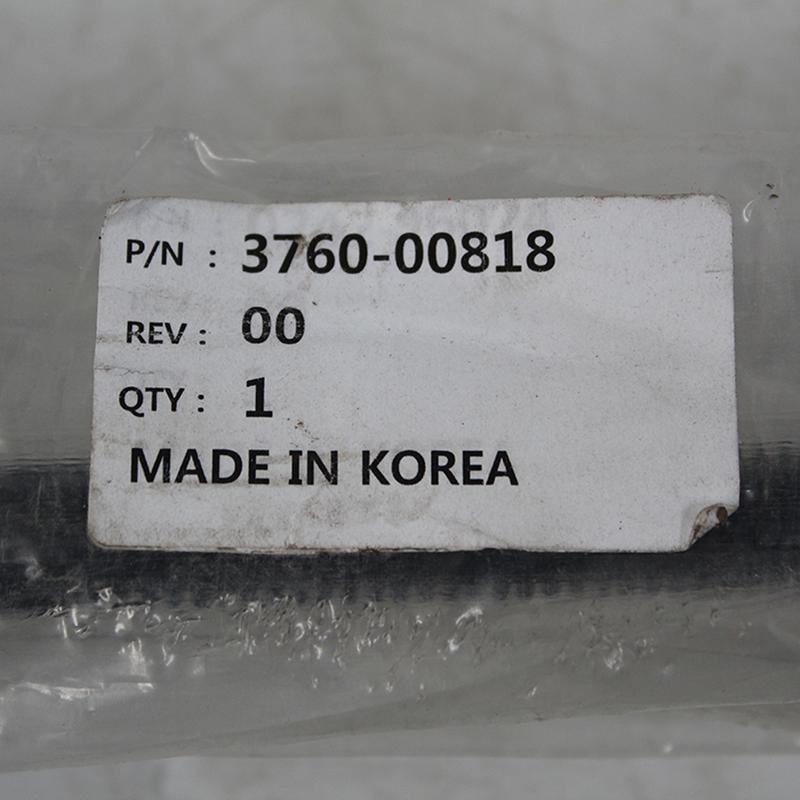 P/N : 3760-00818
REV : 00
QTY : 1
MADE IN KOREA